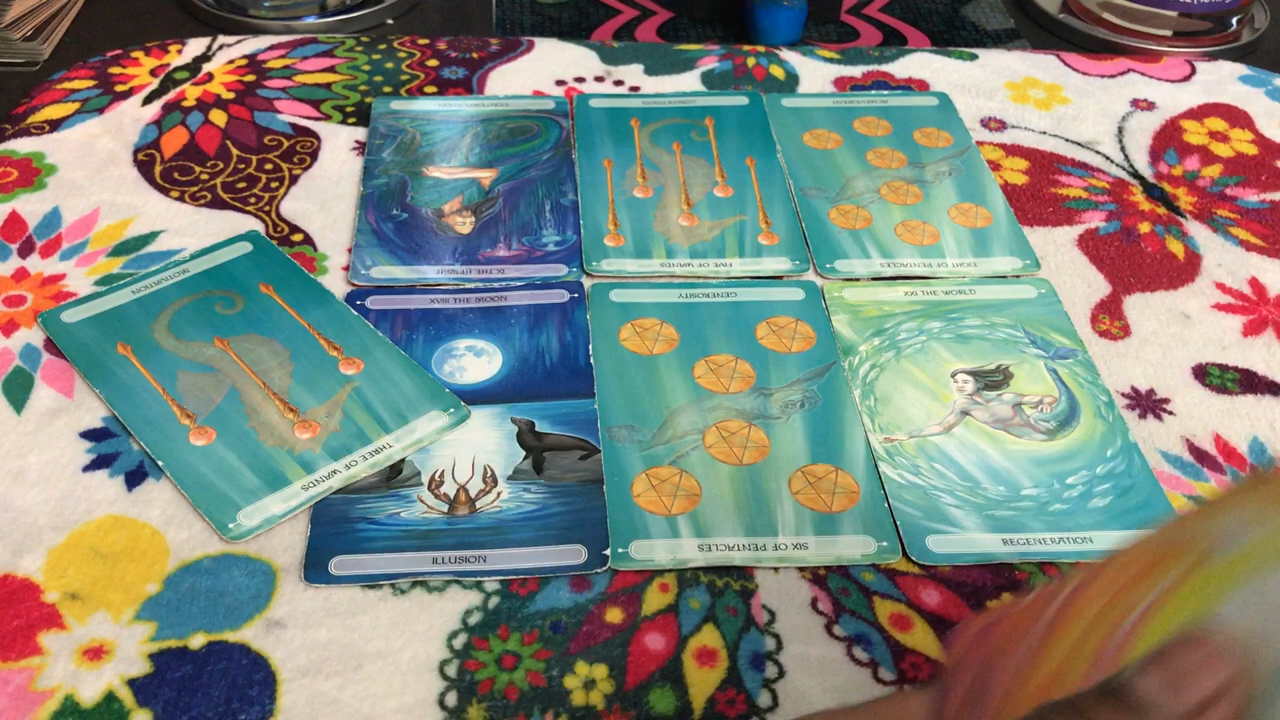 CONTEMPLATION
ACHIEVEMENT
IX THE HERMIT
FIVE OF WANDS
EIGHT OF PENTACLES
MOTIVATION
THREE OF WANDS
XVIII THE MOON
ILLUSION
GENEROSITY
SIX OF PENTACLES
XXI THE WORLD
REGENERATION